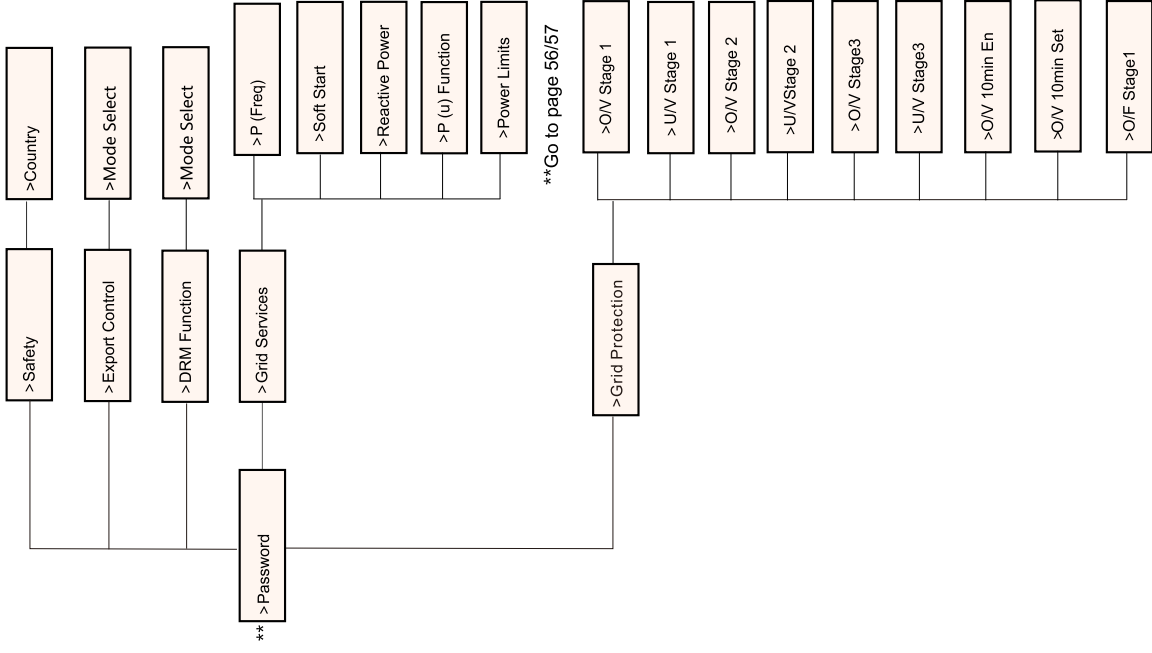 ** >Password
>Safety
>Country
>Export Control
>Mode Select
>DRM Function
>Mode Select
>Grid Services
>P (Freq)
>Soft Start
>Reactive Power
>P (u) Function
>Power Limits
**Go to page 56/57
>Grid Protection
>O/V Stage 1
> U/V Stage 1
>O/V Stage 2
>U/VStage 2
>O/V Stage3
>U/V Stage3
>O/V 10min En
>O/V 10min Set
>O/F Stage1